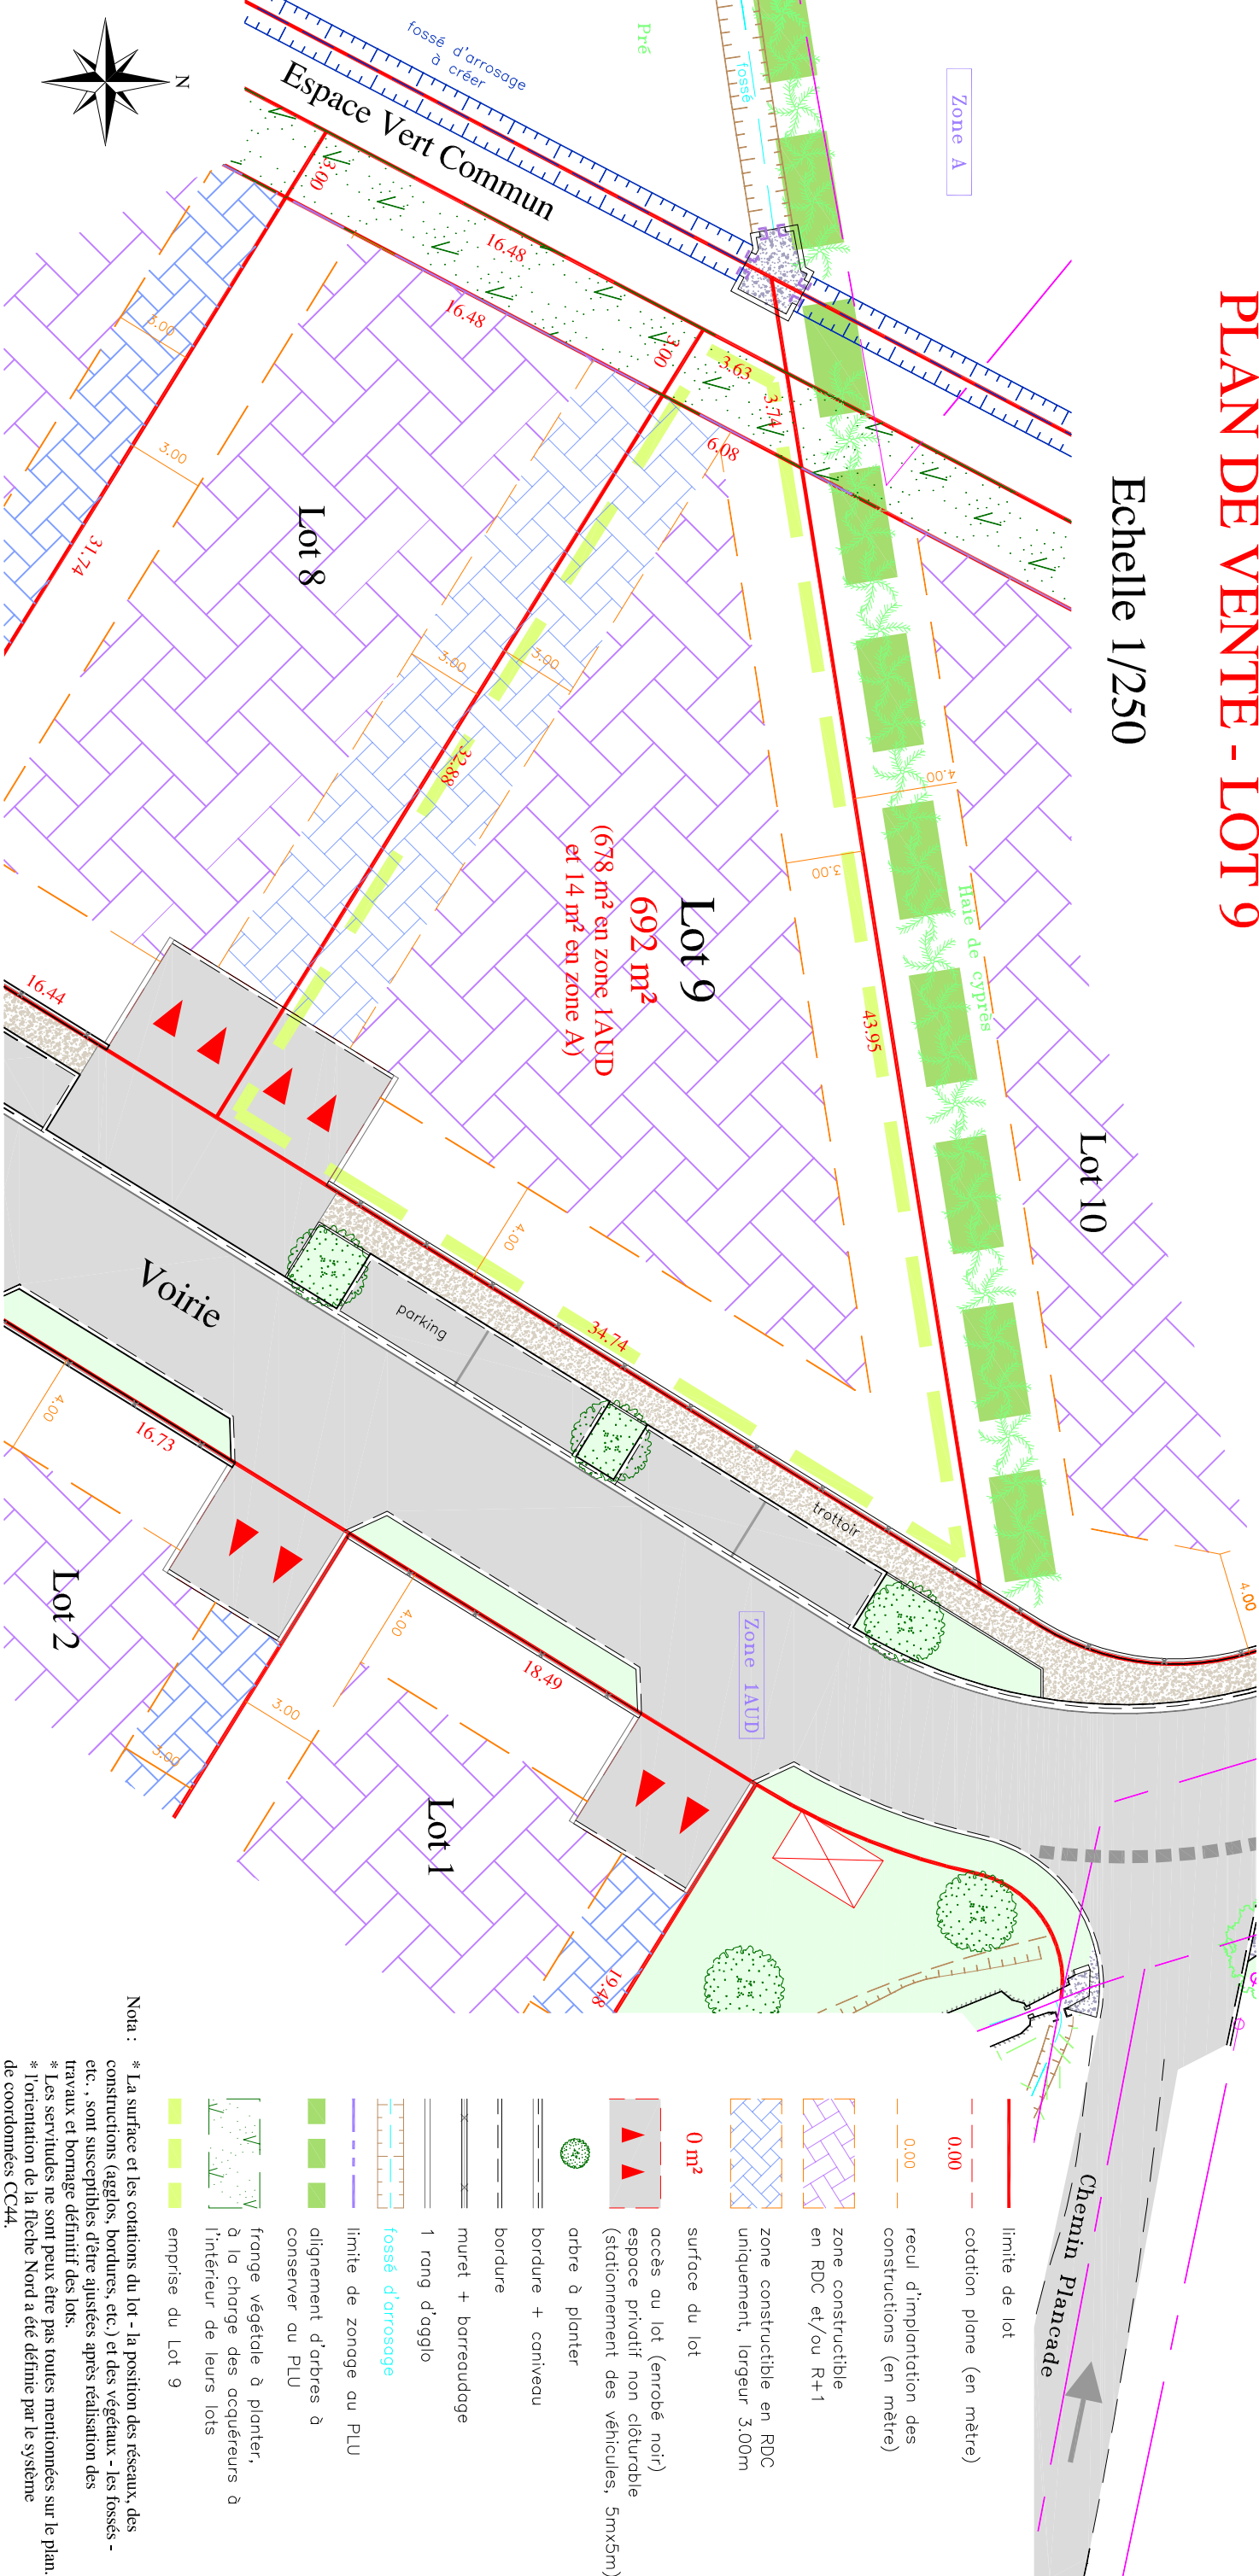 PLAN DE VENTE - LOT 9
Echelle 1/250
N
fossé d'arrosage
à créer
Espace Vert Commun
Pré
fossé
Zone A
3.00
16.48
16.48
3.00
3.63
3.74
6.08
3.00
3.00
31.74
Lot 8
3.00
3.00
32.88
Lot 9
692 m²
(678 m² en zone 1AUD
et 14 m² en zone A)
4.00
3.00
Haie de cyprès
43.95
Lot 10
16.44
4.00
Voirie
parking
34.74
trottoir
4.00
4.00
16.73
Lot 2
4.00
18.49
Zone 1AUD
3.00
3.00
Lot 1
19.48
Chemin Plancade
limite de lot
0.00
cotation plane (en mètre)
0.00
recul d'implantation des
constructions (en mètre)
zone constructible
en RDC et/ou R+1
zone constructible en RDC
uniquement, largeur 3.00m
0 m²
surface du lot
accès au lot (enrobé noir)
espace privatif non clôturable
(stationnement des véhicules, 5mx5m)
arbre à planter
bordure + caniveau
bordure
muret + barreaudage
1 rang d'agglo
fossé d'arrosage
limite de zonage au PLU
alignement d'arbres à
conserver au PLU
frange végétale à planter,
à la charge des acquéreurs à
l'intérieur de leurs lots
emprise du Lot 9
Nota : * La surface et les cotations du lot - la position des réseaux, des
constructions (agglos, bordures, etc.) et des végétaux - les fossés -
etc. , sont susceptibles d'être ajustées après réalisation des
travaux et bornage définitif des lots.
* Les servitudes ne sont peux être pas toutes mentionnées sur le plan.
* l'orientation de la flèche Nord a été définie par le système
de coordonnées CC44.